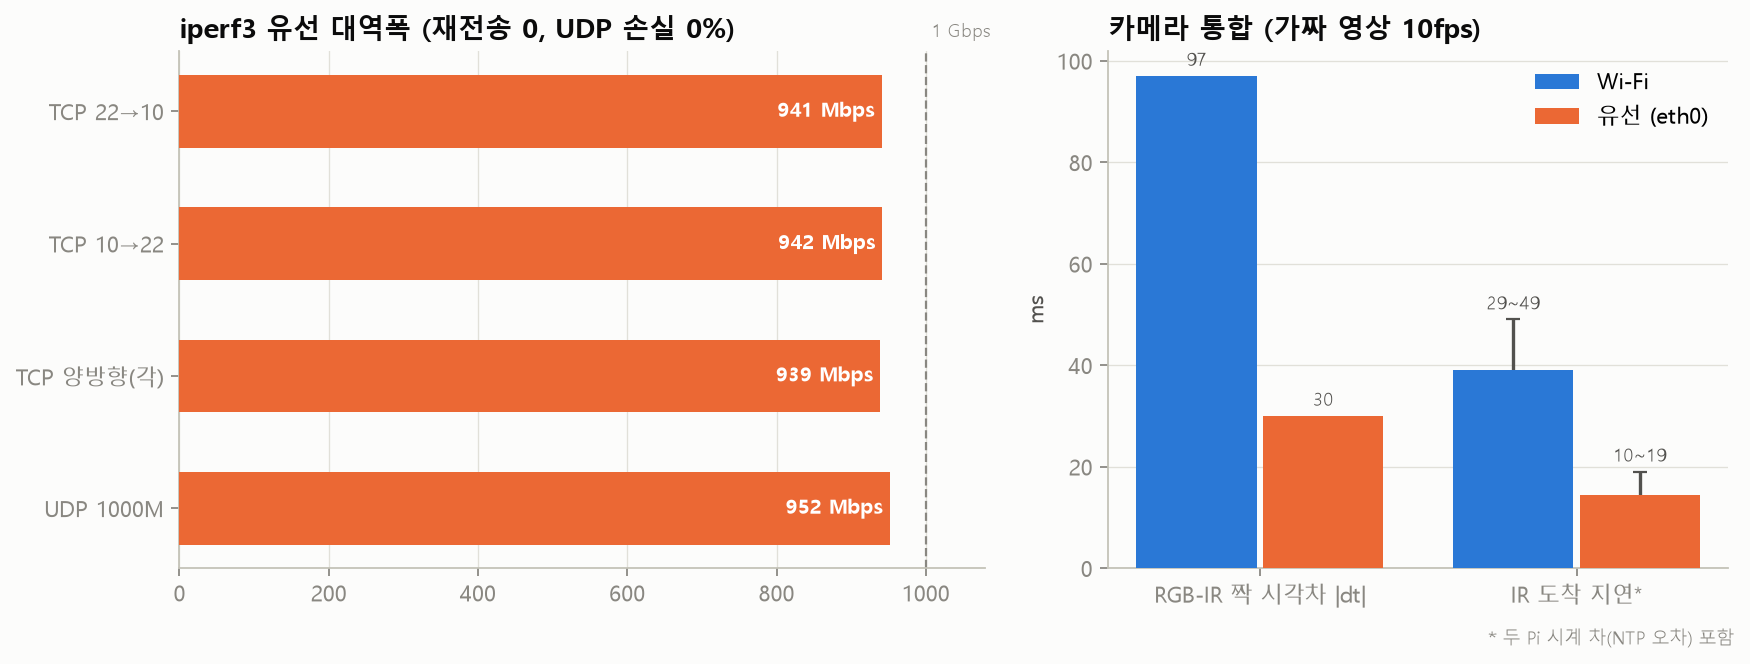 iperf3 유선 대역폭 (재전송 0, UDP 손실 0%)
1 Gbps
TCP 22→10
941 Mbps
TCP 10→22
942 Mbps
TCP 양방향(각)
939 Mbps
UDP 1000M
952 Mbps
0 200 400 600 800 1000
카메라 통합 (가짜 영상 10fps)
Wi-Fi
유선 (eth0)
ms
100
80
60
40
20
0
97
30
29~49
10~19
RGB-IR 짝 시각차 |dt|
IR 도착 지연*
* 두 Pi 시계 차(NTP 오차) 포함